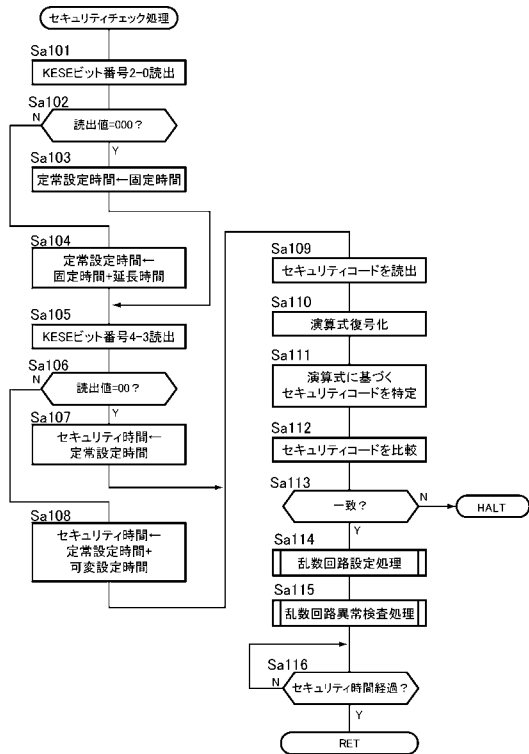 セキュリティチェック処理
Sa101
KESEビット番号2-0読出
Sa102
N
読出値=000？
Y
Sa103
定常設定時間←固定時間
Sa104
定常設定時間←
固定時間+延長時間
Sa105
KESEビット番号4-3読出
Sa106
N
読出値=00？
Y
Sa107
セキュリティ時間←
定常設定時間
Sa108
セキュリティ時間←
定常設定時間+
可変設定時間
Sa109
セキュリティコードを読出
Sa110
演算式復号化
Sa111
演算式に基づく
セキュリティコードを特定
Sa112
セキュリティコードを比較
Sa113
一致？
N
HALT
Y
Sa114
乱数回路設定処理
Sa115
乱数回路異常検査処理
Sa116
N
セキュリティ時間経過？
Y
RET